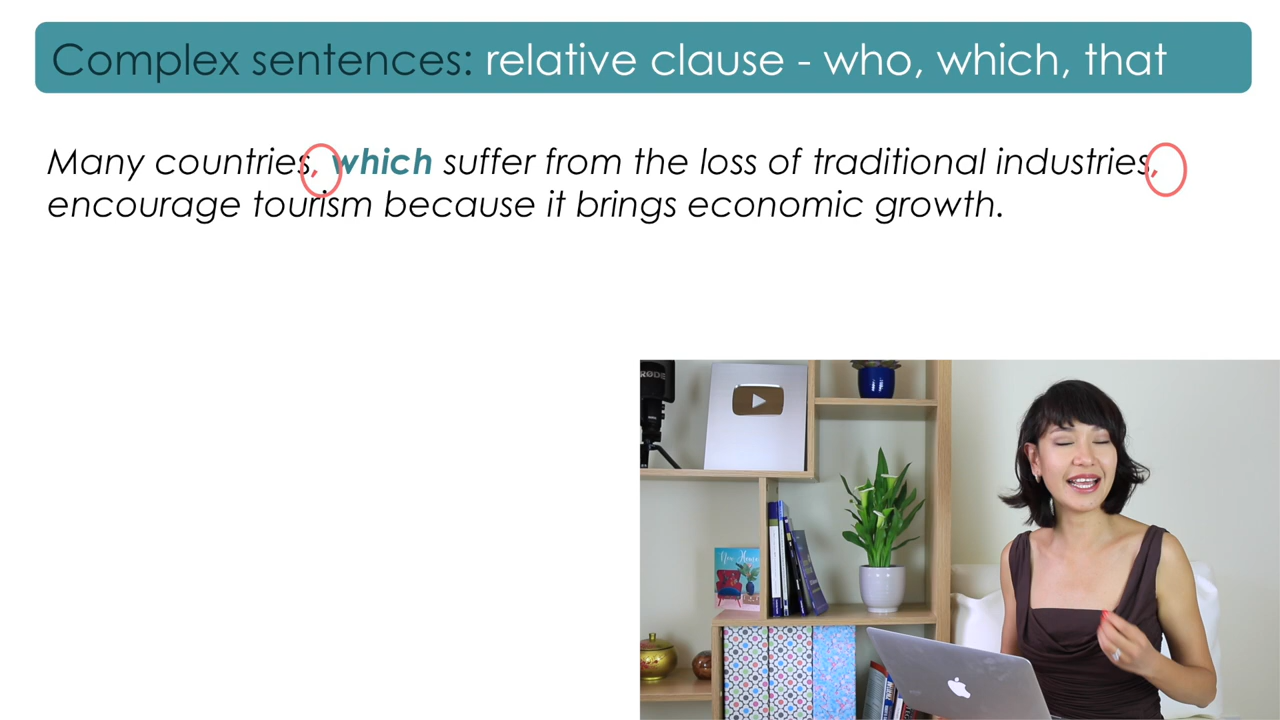 Complex sentences: relative clause - who, which, that
Many countries, which suffer from the loss of traditional industries,
encourage tourism because it brings economic growth.
RODE